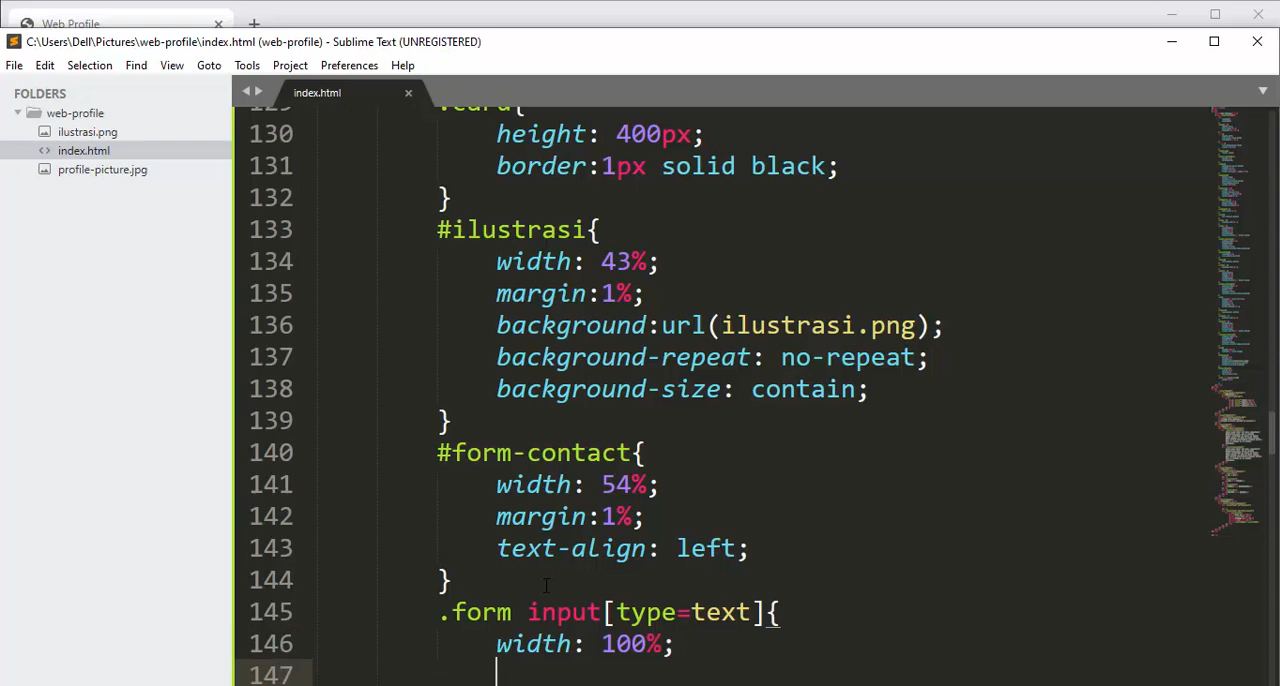 Web Profile
C:\Users\Dell\Pictures\web-profile\index.html (web-profile) - Sublime Text (UNREGISTERED)
File Edit Selection Find View Goto Tools Project Preferences Help
FOLDERS
web-profile
ilustrasi.png
index.html
profile-picture.jpg
index.html
130 height: 400px;
131 border:1px solid black;
132 }
133 #ilustrasi{
134 width: 43%;
135 margin:1%;
136 background:url(ilustrasi.png);
137 background-repeat: no-repeat;
138 background-size: contain;
139 }
140 #form-contact{
141 width: 54%;
142 margin:1%;
143 text-align: left;
144 }
145 .form input[type=text]{
146 width: 100%;
147